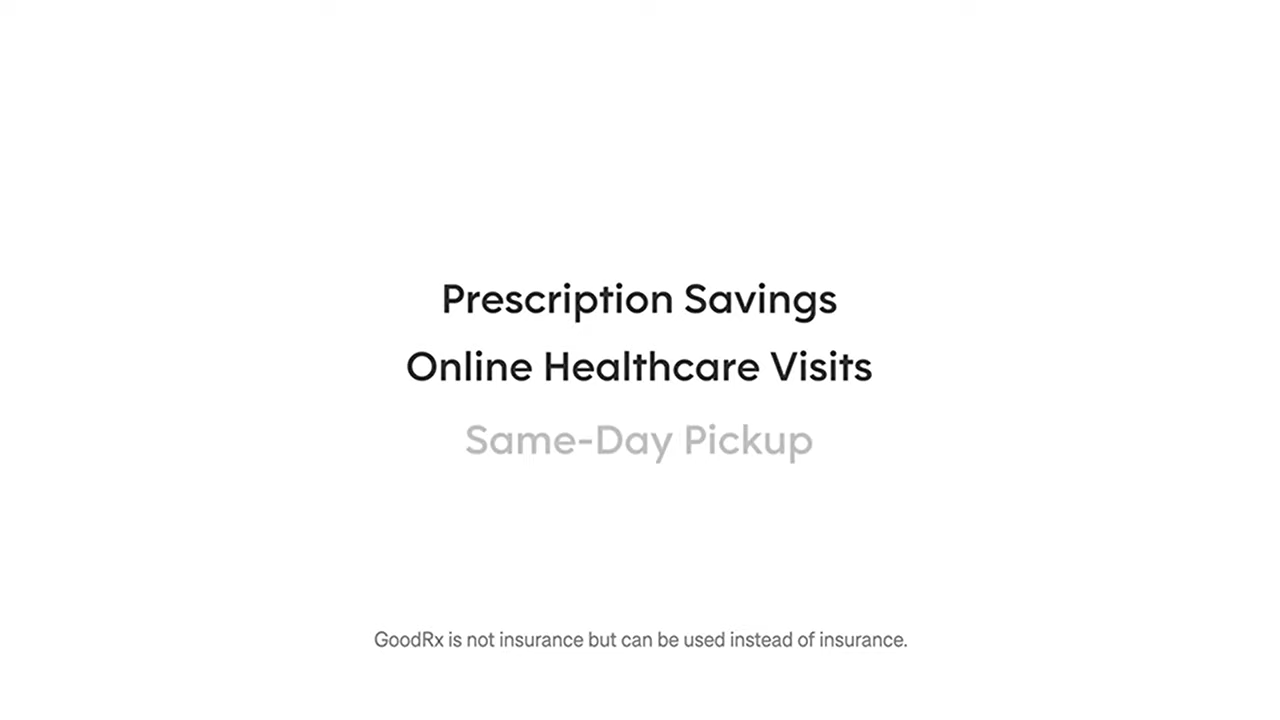 Prescription Savings
Online Healthcare Visits
Same-Day Pickup
GoodRx is not insurance but can be used instead of insurance.